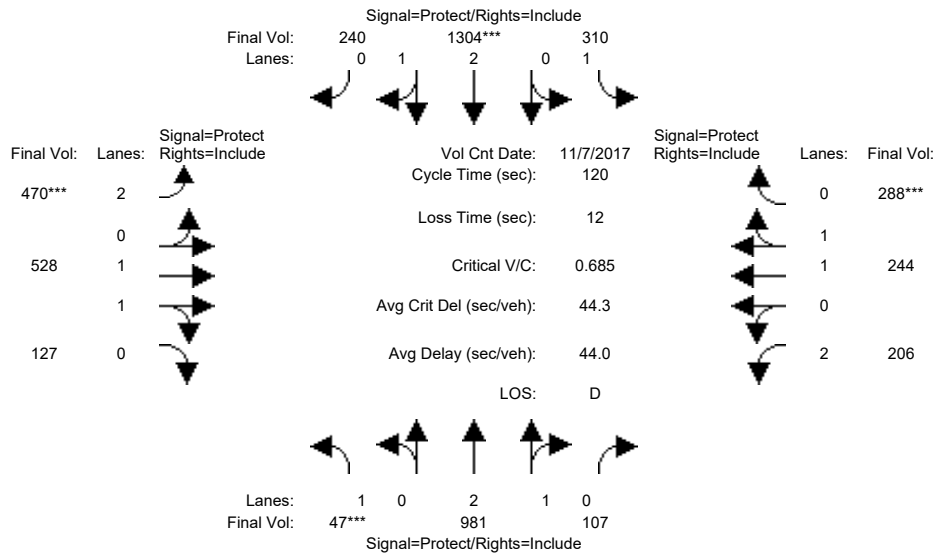 Signal=Protect/Rights=Include
Final Vol: 240 1304*** 310
Lanes: 0 1 2 0 1
Signal=Protect
Final Vol: Lanes: Rights=Include
Vol Cnt Date: 11/7/2017
Signal=Protect
Rights=Include Lanes: Final Vol:
Cycle Time (sec): 120
470*** 2
0 288***
Loss Time (sec): 12
0
1
528 1
Critical V/C: 0.685
1 244
1
Avg Crit Del (sec/veh): 44.3
0
127 0
Avg Delay (sec/veh): 44.0
2 206
LOS: D
Lanes: 1 0 2 1 0
Final Vol: 47*** 981 107
Signal=Protect/Rights=Include